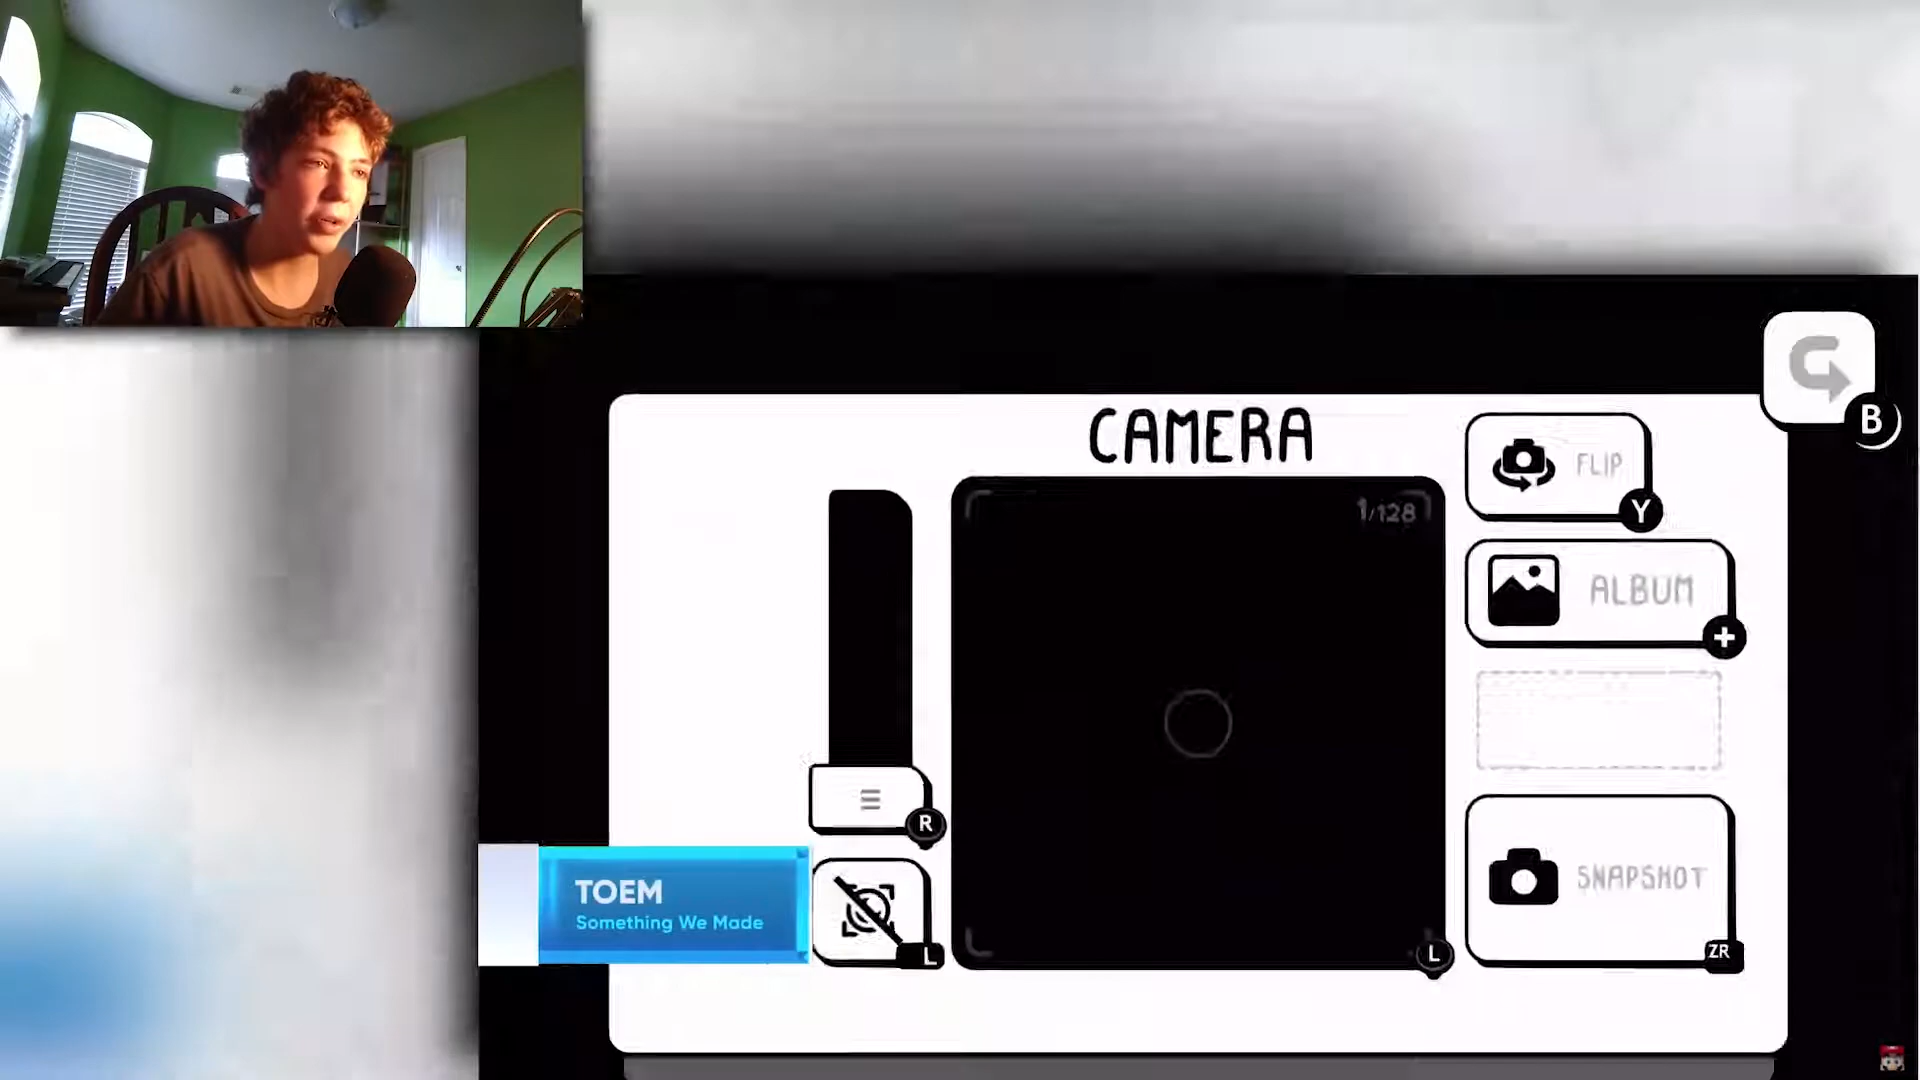 CAMERA
B
FLIP
Y
1/128
ALBUM
+
R
TOEM
Something We Made
L
L
SNAPSHOT
ZR